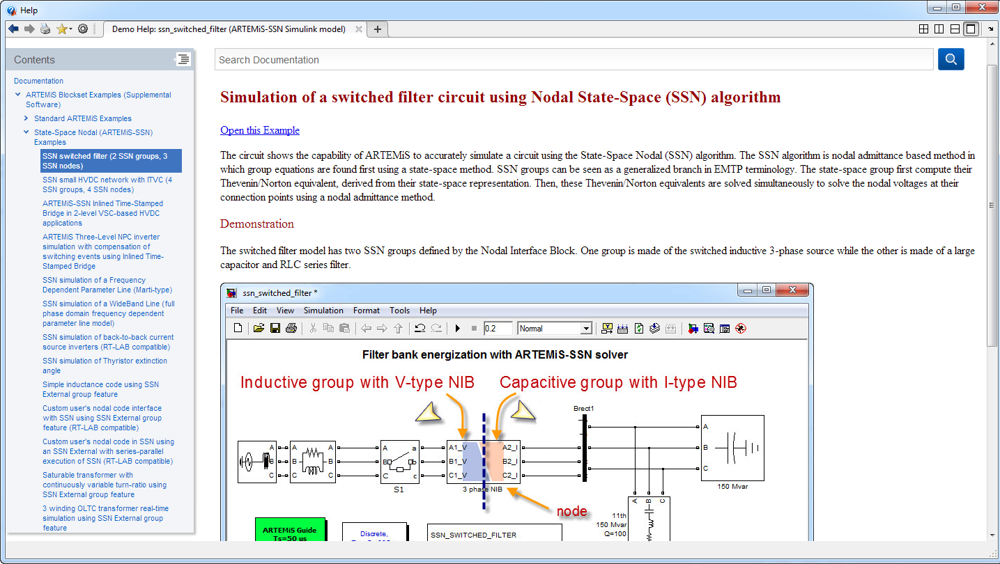 Help
Demo Help: ssn_switched_filter (ARTEMiS-SSN Simulink model)
Contents
Search Documentation
Documentation
ARTEMiS Blockset Examples (Supplemental
Software)
Standard ARTEMiS Examples
State-Space Nodal (ARTEMiS-SSN)
Examples
SSN switched filter (2 SSN groups, 3
SSN nodes)
SSN small HVDC network with ITVC (4
SSN groups, 4 SSN nodes)
ARTEMiS-SSN Inlined Time-Stamped
Bridge in 2-level VSC-based HVDC
applications
ARTEMiS Three-Level NPC inverter
simulation with compensation of
switching events using Inlined Time-
Stamped Bridge
SSN simulation of a Frequency
Dependent Parameter Line (Marti-type)
SSN simulation of a WideBand Line (full
phase domain frequency dependent
parameter line model)
SSN simulation of back-to-back current
source inverters (RT-LAB compatible)
SSN simulation of Thyristor extinction
angle
Simple inductance code using SSN
External group feature
Custom user's nodal code interface
with SSN using SSN External group
feature (RT-LAB compatible)
Custom user's nodal code in SSN using
an SSN External with series-parallel
execution of SSN (RT-LAB compatible)
Saturable transformer with
continuously variable turn-ratio using
SSN External group feature
3 winding OLTC transformer real-time
simulation using SSN External group
feature
Simulation of a switched filter circuit using Nodal State-Space (SSN) algorithm
Open this Example
The circuit shows the capability of ARTEMiS to accurately simulate a circuit using the State-Space Nodal (SSN) algorithm. The SSN algorithm is nodal admittance based method in
which group equations are found first using a state-space method. SSN groups can be seen as a generalized branch in EMTP terminology. The state-space group first compute their
Thevenin/Norton equivalent, derived from their state-space representation. Then, these Thevenin/Norton equivalents are solved simultaneously to solve the nodal voltages at their
connection points using a nodal admittance method.
Demonstration
The switched filter model has two SSN groups defined by the Nodal Interface Block. One group is made of the switched inductive 3-phase source while the other is made of a large
capacitor and RLC series filter.
ssn_switched_filter *
File Edit View Simulation Format Tools Help
0.2 Normal
Filter bank energization with ARTEMiS-SSN solver
Inductive group with V-type NIB Capacitive group with I-type NIB
Brect1
A A A A a A1_V A2_I A
B B B B b B1_V B2_I B
C C C C c C1_V C2_I C
S1
3 phase NIB
150 Mvar
node
A B C
11th
150 Mvar
Q=100
ARTEMiS Guide
Ts=50 us
Discrete,
SSN_SWITCHED_FILTER